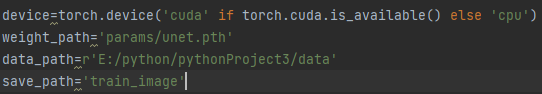 device=torch.device('cuda' if torch.cuda.is_available() else 'cpu')
weight_path='params/unet.pth'
data_path=r'E:/python/pythonProject3/data'
save_path='train_image'